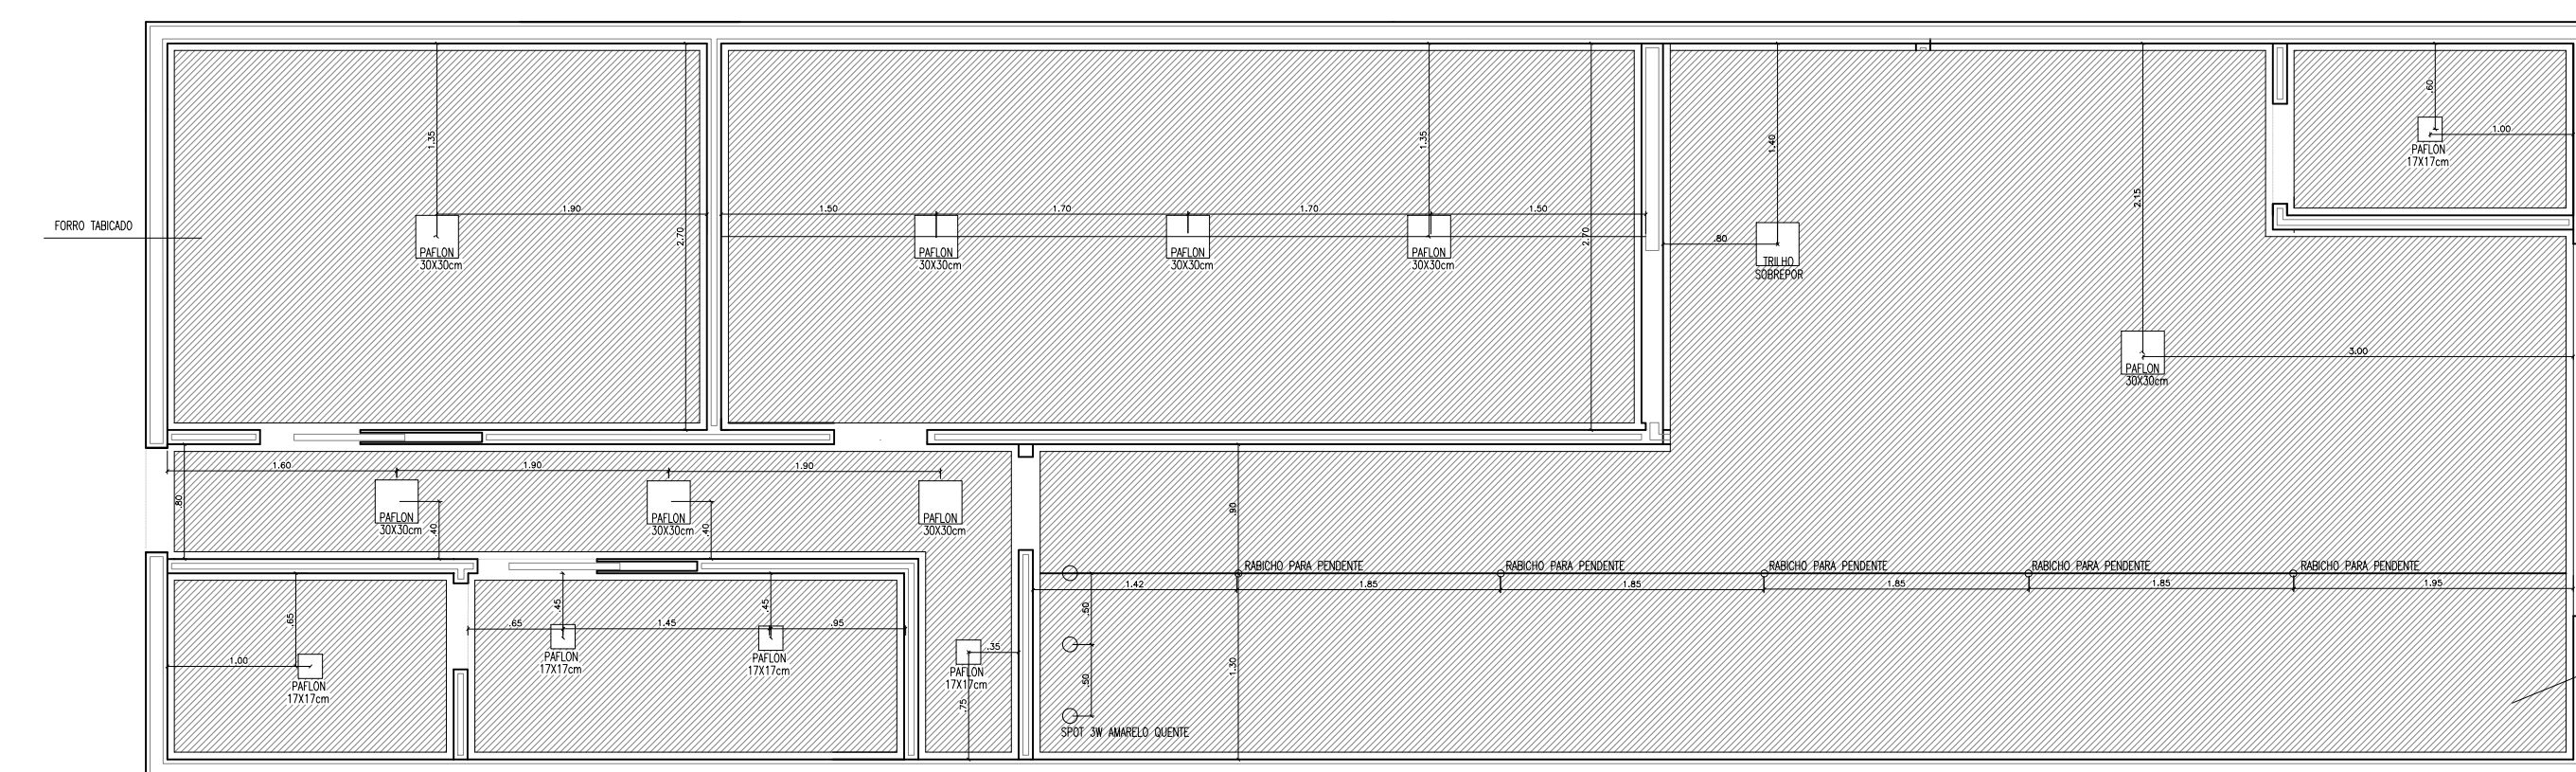 FORRO TABICADO
1.35
1.90
2.70
PAFLON
30X30cm
1.50
1.70
1.70
1.50
1.35
2.70
PAFLON
30X30cm
PAFLON
30X30cm
PAFLON
30X30cm
1.40
.80
TRILHO
SOBREPOR
2.15
3.00
PAFLON
30X30cm
.60
1.00
PAFLON
17X17cm
1.60
1.90
1.90
.80
.40
.40
PAFLON
30X30cm
PAFLON
30X30cm
PAFLON
30X30cm
.65
1.00
PAFLON
17X17cm
.45
.45
.65
1.45
.95
PAFLON
17X17cm
PAFLON
17X17cm
.35
PAFLON
17X17cm
.75
.90
RABICHO PARA PENDENTE
RABICHO PARA PENDENTE
RABICHO PARA PENDENTE
RABICHO PARA PENDENTE
RABICHO PARA PENDENTE
1.42
1.85
1.85
1.85
1.85
1.95
.50
.50
1.30
SPOT 3W AMARELO QUENTE